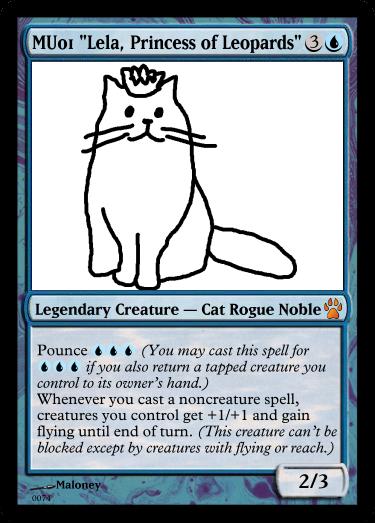 MU01 "Lela, Princess of Leopards" 3
Legendary Creature — Cat Rogue Noble
Pounce (You may cast this spell for
if you also return a tapped creature you
control to its owner's hand.)
Whenever you cast a noncreature spell,
creatures you control get +1/+1 and gain
flying until end of turn. (This creature can't be
blocked except by creatures with flying or reach.)
2/3
Maloney
0074